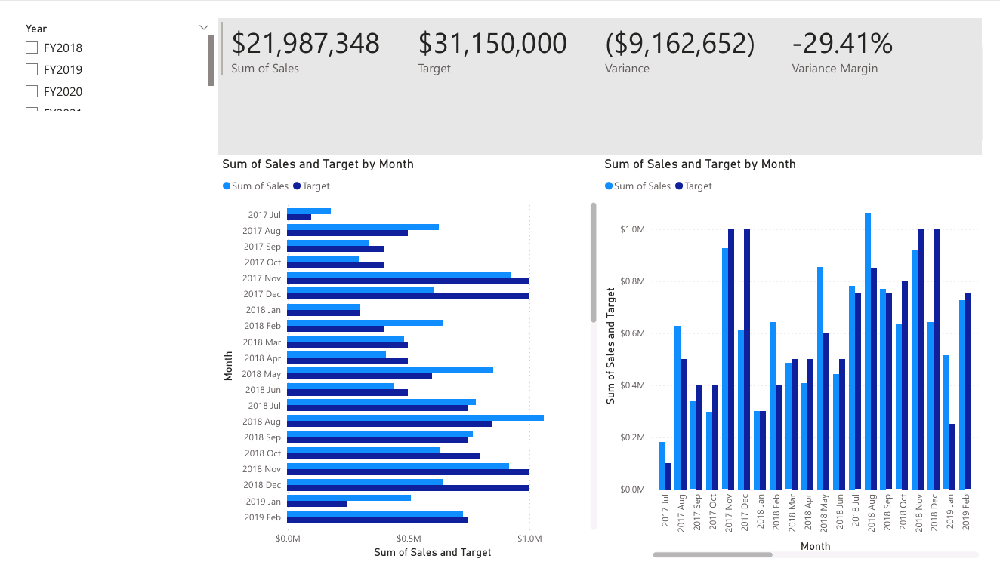 Year
FY2018
FY2019
FY2020
FY2021
$21,987,348
Sum of Sales
$31,150,000
Target
($9,162,652)
Variance
-29.41%
Variance Margin
Sum of Sales and Target by Month
Sum of Sales
Target
Month
2017 Jul
2017 Aug
2017 Sep
2017 Oct
2017 Nov
2017 Dec
2018 Jan
2018 Feb
2018 Mar
2018 Apr
2018 May
2018 Jun
2018 Jul
2018 Aug
2018 Sep
2018 Oct
2018 Nov
2018 Dec
2019 Jan
2019 Feb
$0.0M
$0.5M
$1.0M
Sum of Sales and Target
Sum of Sales and Target by Month
Sum of Sales
Target
Sum of Sales and Target
$1.0M
$0.8M
$0.6M
$0.4M
$0.2M
$0.0M
2017 Jul
2017 Aug
2017 Sep
2017 Oct
2017 Nov
2017 Dec
2018 Jan
2018 Feb
2018 Mar
2018 Apr
2018 May
2018 Jun
2018 Jul
2018 Aug
2018 Sep
2018 Oct
2018 Nov
2018 Dec
2019 Jan
2019 Feb
Month